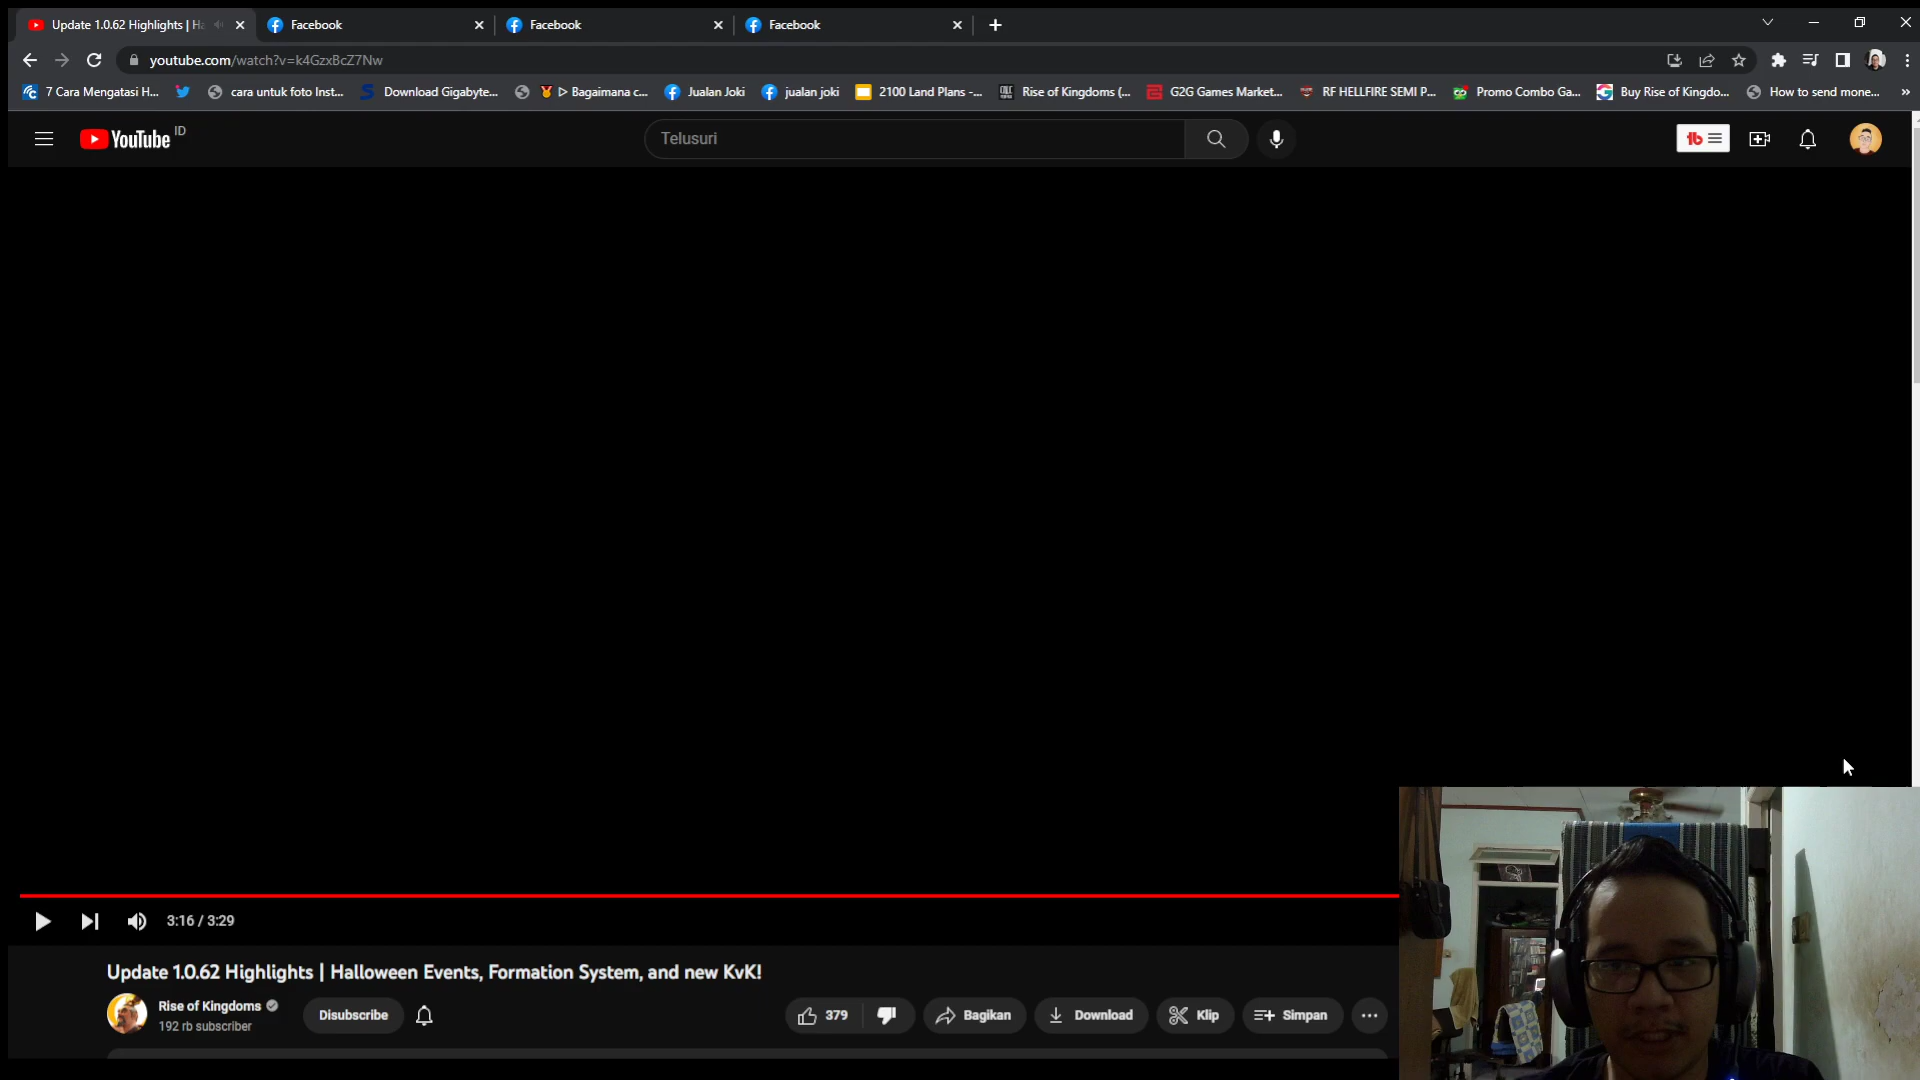 Update 1.0.62 Highlights | Ha
Facebook
Facebook
Facebook
youtube.com/watch?v=k4GzxBcZ7Nw
7 Cara Mengatasi H...
cara untuk foto Inst...
Download Gigabyte...
ᐅ Bagaimana c...
Jualan Joki
jualan joki
2100 Land Plans -...
Rise of Kingdoms (...
G2G Games Market...
RF HELLFIRE SEMI P...
Promo Combo Ga...
Buy Rise of Kingdo...
How to send mone...
YouTube ID
Telusuri
3:16 / 3:29
Update 1.0.62 Highlights | Halloween Events, Formation System, and new KvK!
Rise of Kingdoms
192 rb subscriber
Disubscribe
379
Bagikan
Download
Klip
Simpan